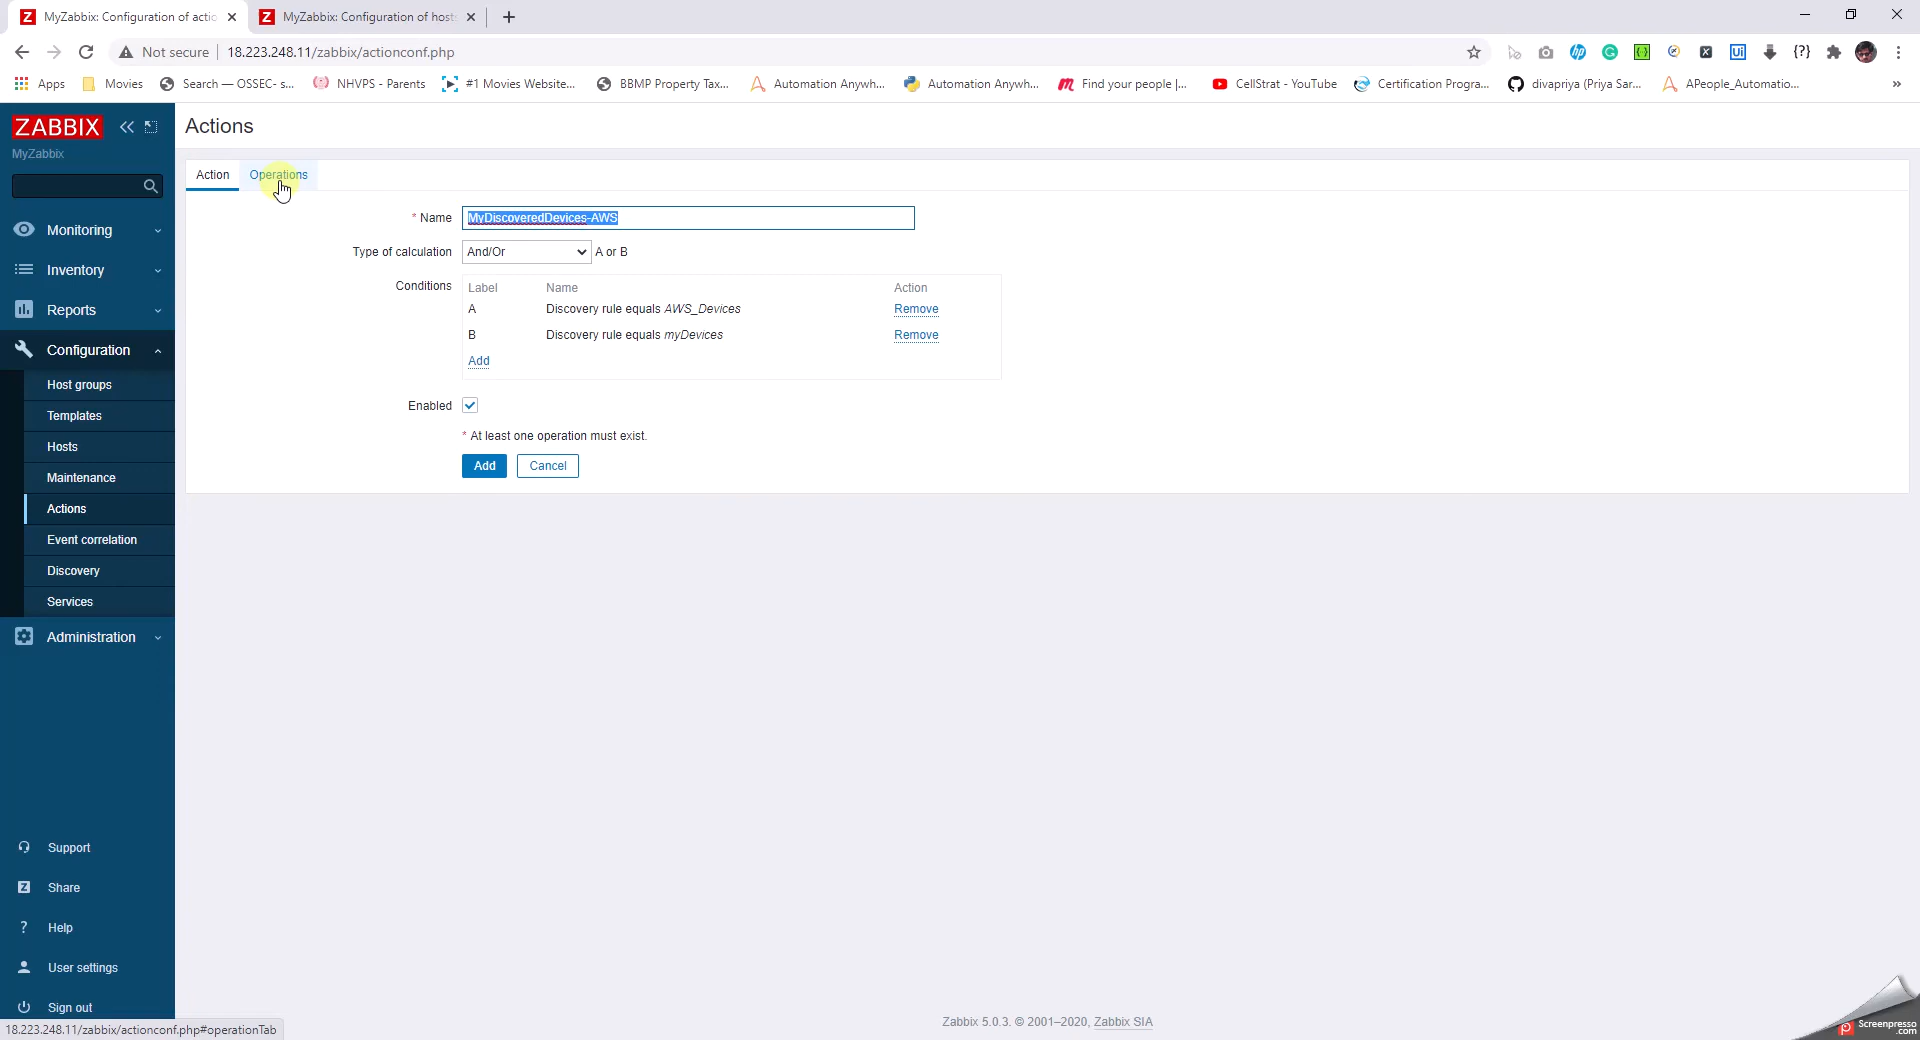 MyZabbix: Configuration of actio
MyZabbix: Configuration of hosts
Not secure 18.223.248.11/zabbix/actionconf.php
Apps Movies Search — OSSEC- s... NHVPS - Parents #1 Movies Website... BBMP Property Tax... Automation Anywh... Automation Anywh... Find your people |... CellStrat - YouTube Certification Progra... divapriya (Priya Sar... APeople_Automatio... »
ZABBIX
MyZabbix
Monitoring
Inventory
Reports
Configuration
Host groups
Templates
Hosts
Maintenance
Actions
Event correlation
Discovery
Services
Administration
Support
Share
Help
User settings
Sign out
Actions
Action Operations
* Name MyDiscoveredDevices-AWS
Type of calculation And/Or A or B
Conditions Label Name Action
A Discovery rule equals AWS_Devices Remove
B Discovery rule equals myDevices Remove
Add
Enabled
* At least one operation must exist.
Add Cancel
Zabbix 5.0.3. © 2001–2020, Zabbix SIA
18.223.248.11/zabbix/actionconf.php#operationTab
Screenpresso
.com